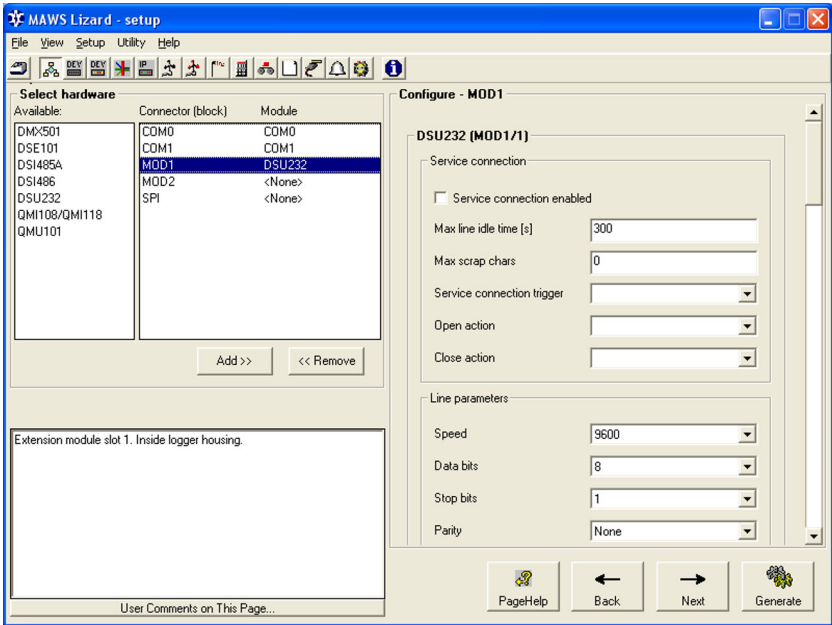 MAWS Lizard - setup
File View Setup Utility Help
DEV DEV IP
Select hardware
Available: Connector (block) Module
DMX501
DSE101
DSI485A
DSI486
DSU232
QMI108/QMI118
QMU101
COM0 COM0
COM1 COM1
MOD1 DSU232
MOD2 <None>
SPI <None>
Add >> << Remove
Extension module slot 1. Inside logger housing.
User Comments on This Page...
Configure - MOD1
DSU232 (MOD1/1)
Service connection
Service connection enabled
Max line idle time [s] 300
Max scrap chars 0
Service connection trigger
Open action
Close action
Line parameters
Speed 9600
Data bits 8
Stop bits 1
Parity None
PageHelp Back Next Generate